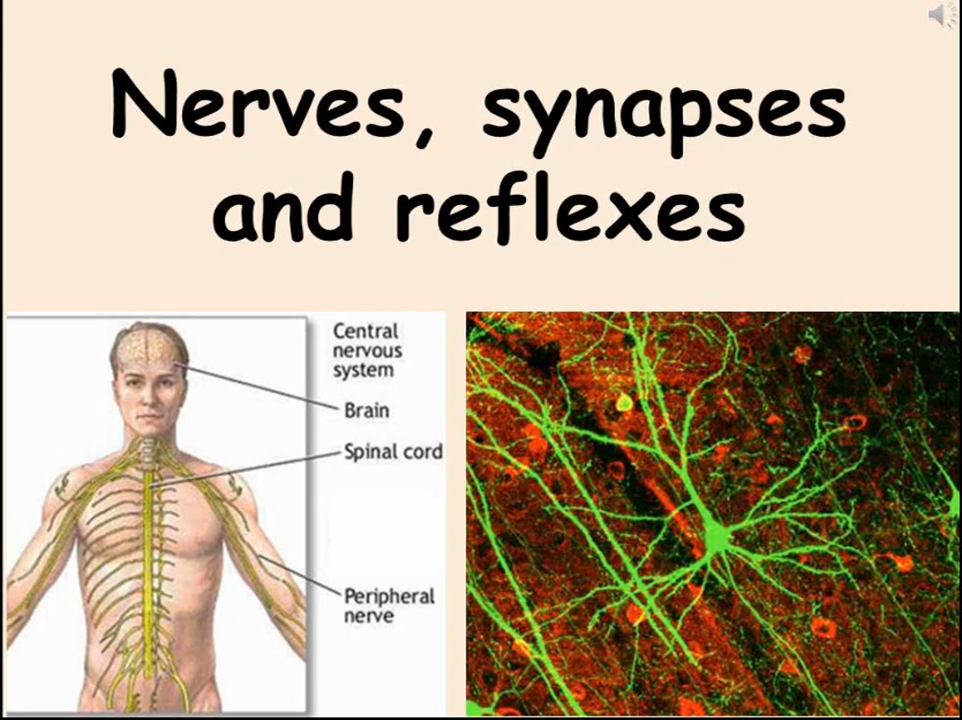 Nerves, synapses
and reflexes
Central
nervous
system
Brain
Spinal cord
Peripheral
nerve